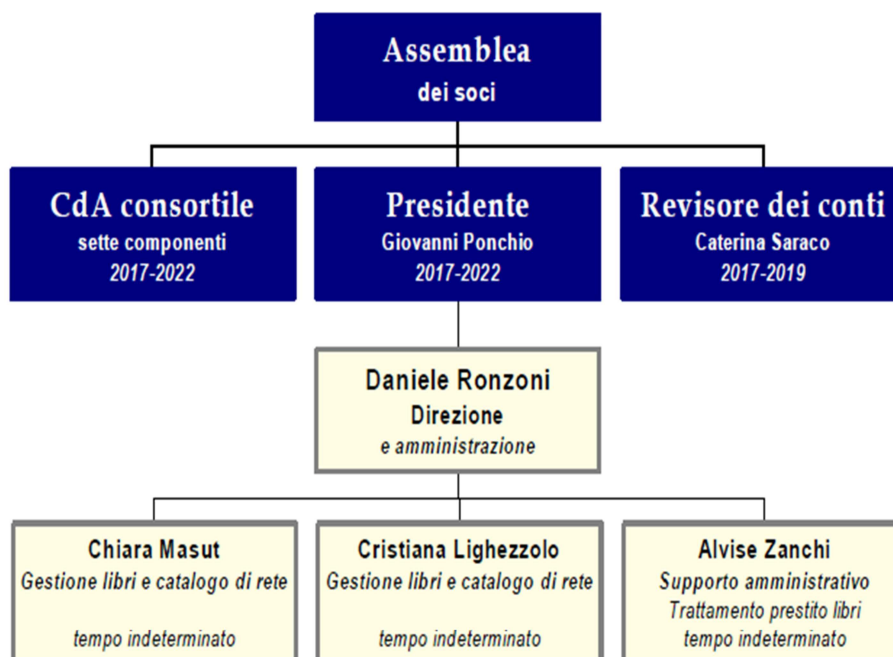 Assemblea
dei soci
CdA consortile
sette componenti
2017-2022
Presidente
Giovanni Ponchio
2017-2022
Revisore dei conti
Caterina Saraco
2017-2019
Daniele Ronzoni
Direzione
e amministrazione
Chiara Masut
Gestione libri e catalogo di rete
tempo indeterminato
Cristiana Lighezzolo
Gestione libri e catalogo di rete
tempo indeterminato
Alvise Zanchi
Supporto amministrativo
Trattamento prestito libri
tempo indeterminato